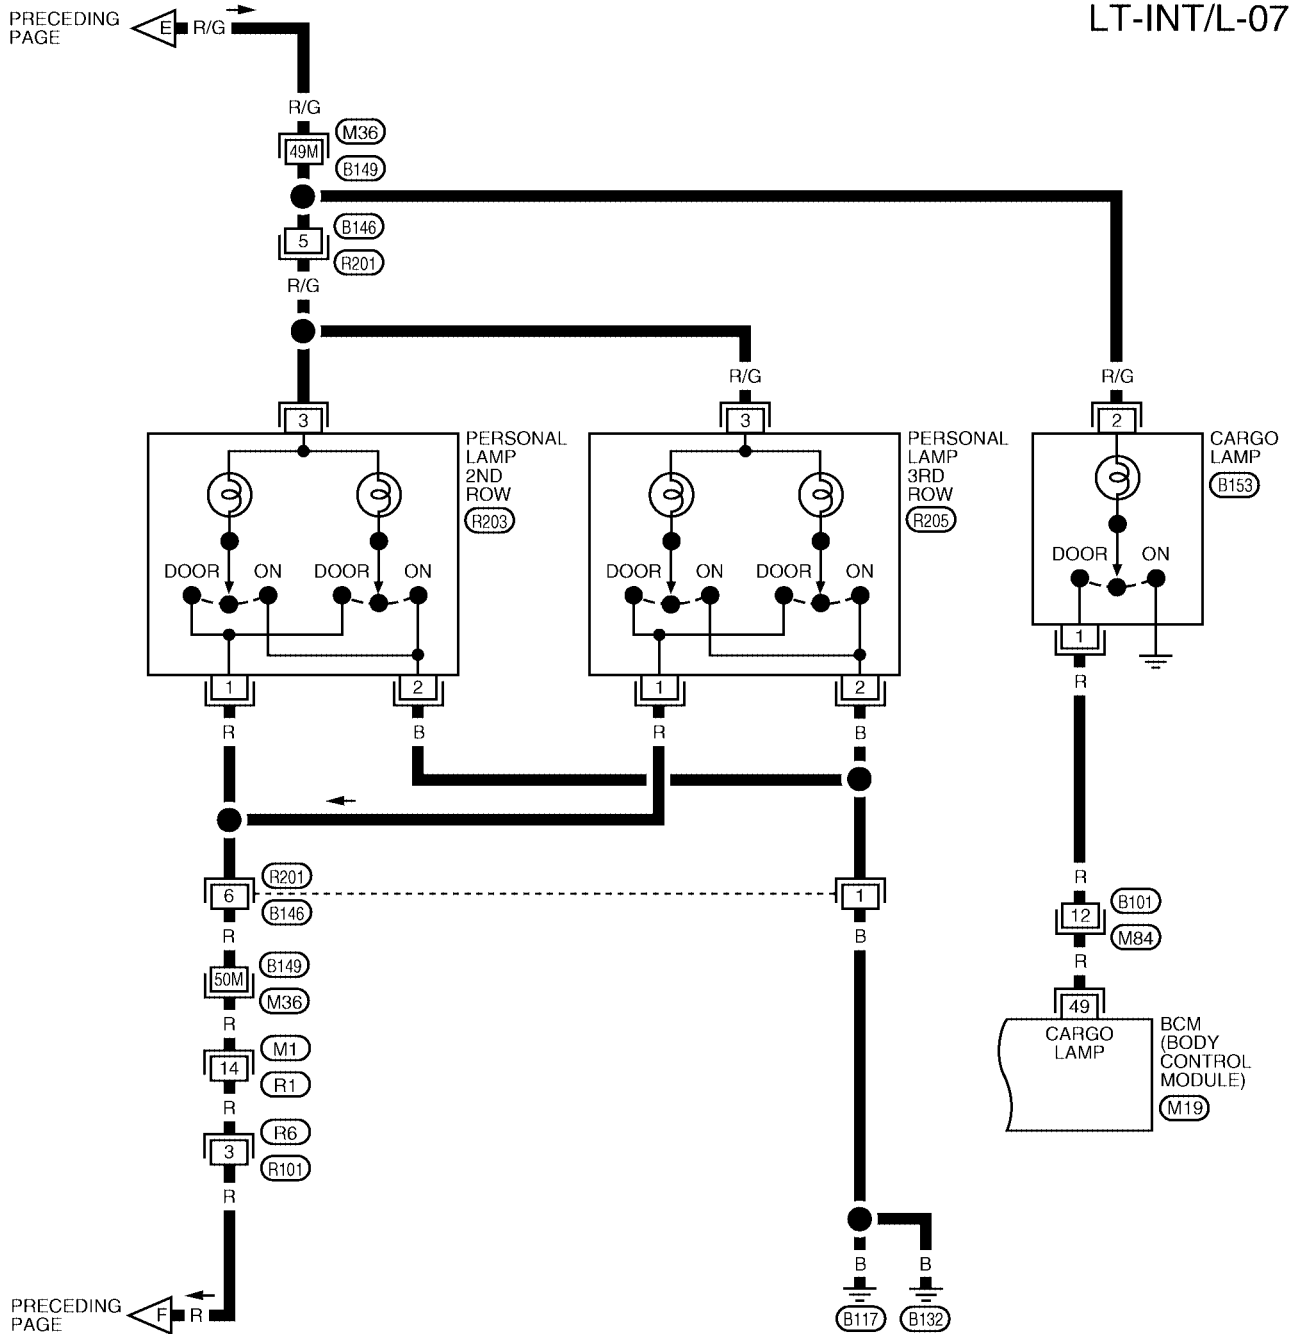 LT-INT/L-07
PRECEDING
PAGE
E
R/G
R/G
49M
M36
B149
5
B146
R201
R/G
R/G
R/G
3
3
2
PERSONAL
LAMP
2ND
ROW
R203
PERSONAL
LAMP
3RD
ROW
R205
CARGO
LAMP
B153
DOOR
ON
DOOR
ON
DOOR
ON
DOOR
ON
DOOR
ON
1
2
1
2
1
R
B
R
B
R
6
R201
B146
1
R
B
R
12
B101
M84
R
50M
B149
M36
R
49
CARGO
LAMP
BCM
(BODY
CONTROL
MODULE)
M19
14
M1
R1
R
3
R6
R101
R
B
B
B117
B132
PRECEDING
PAGE
F
R